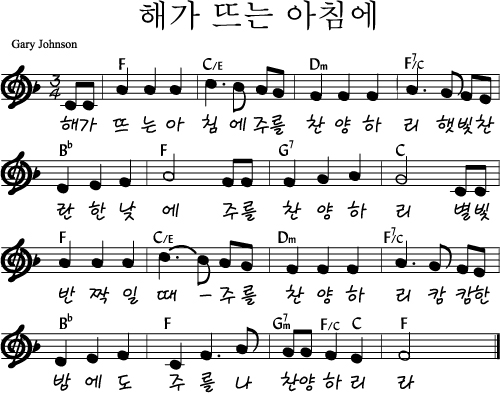 해가 뜨는 아침에
Gary Johnson
F C/E Dm F7/C
3/4
해가 뜨 는 아 침 에 주를 찬 양 하 리 햇빛찬
Bb F G7 C
란 한 낮 에 주를 찬 양 하 리 별빛
F C/E Dm F7/C
반 짝 일 때 - 주를 찬 양 하 리 캄 캄한
Bb F G7m F/C C F
밤 에 도 주 를 나 찬양 하 리 라